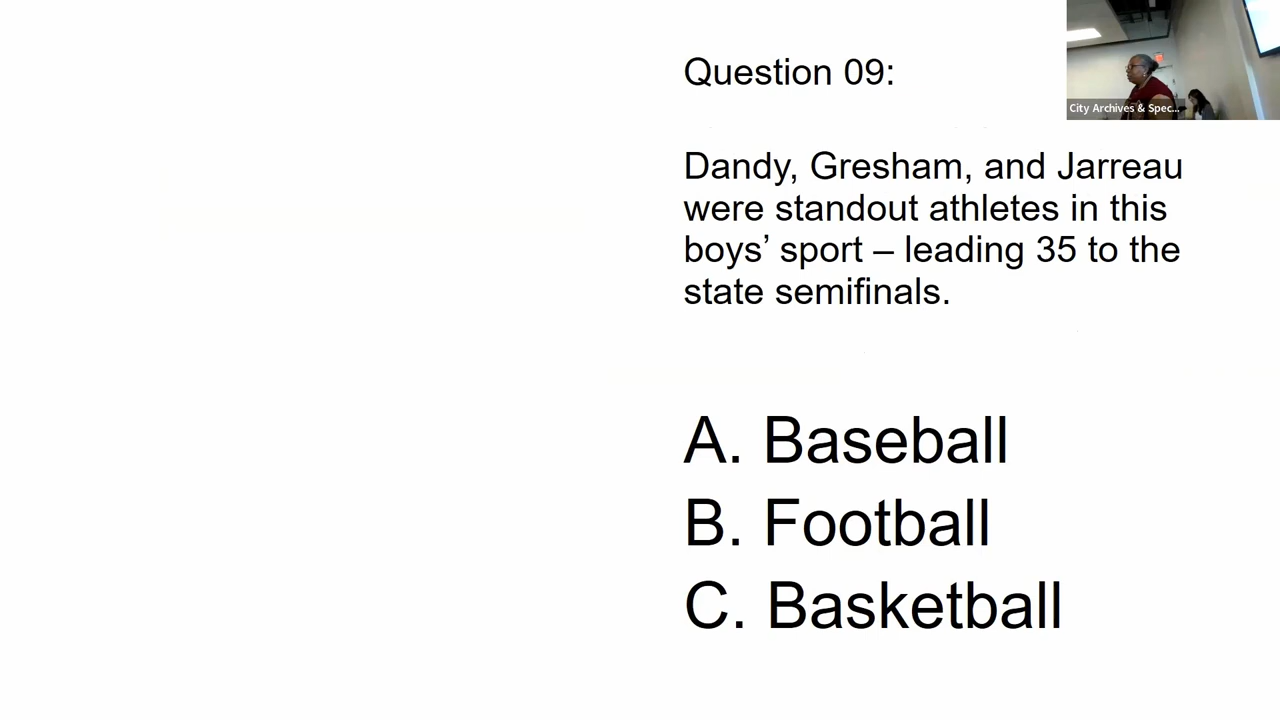 Question 09:
City Archives & Spec...
Dandy, Gresham, and Jarreau
were standout athletes in this
boys’ sport – leading 35 to the
state semifinals.
A. Baseball
B. Football
C. Basketball